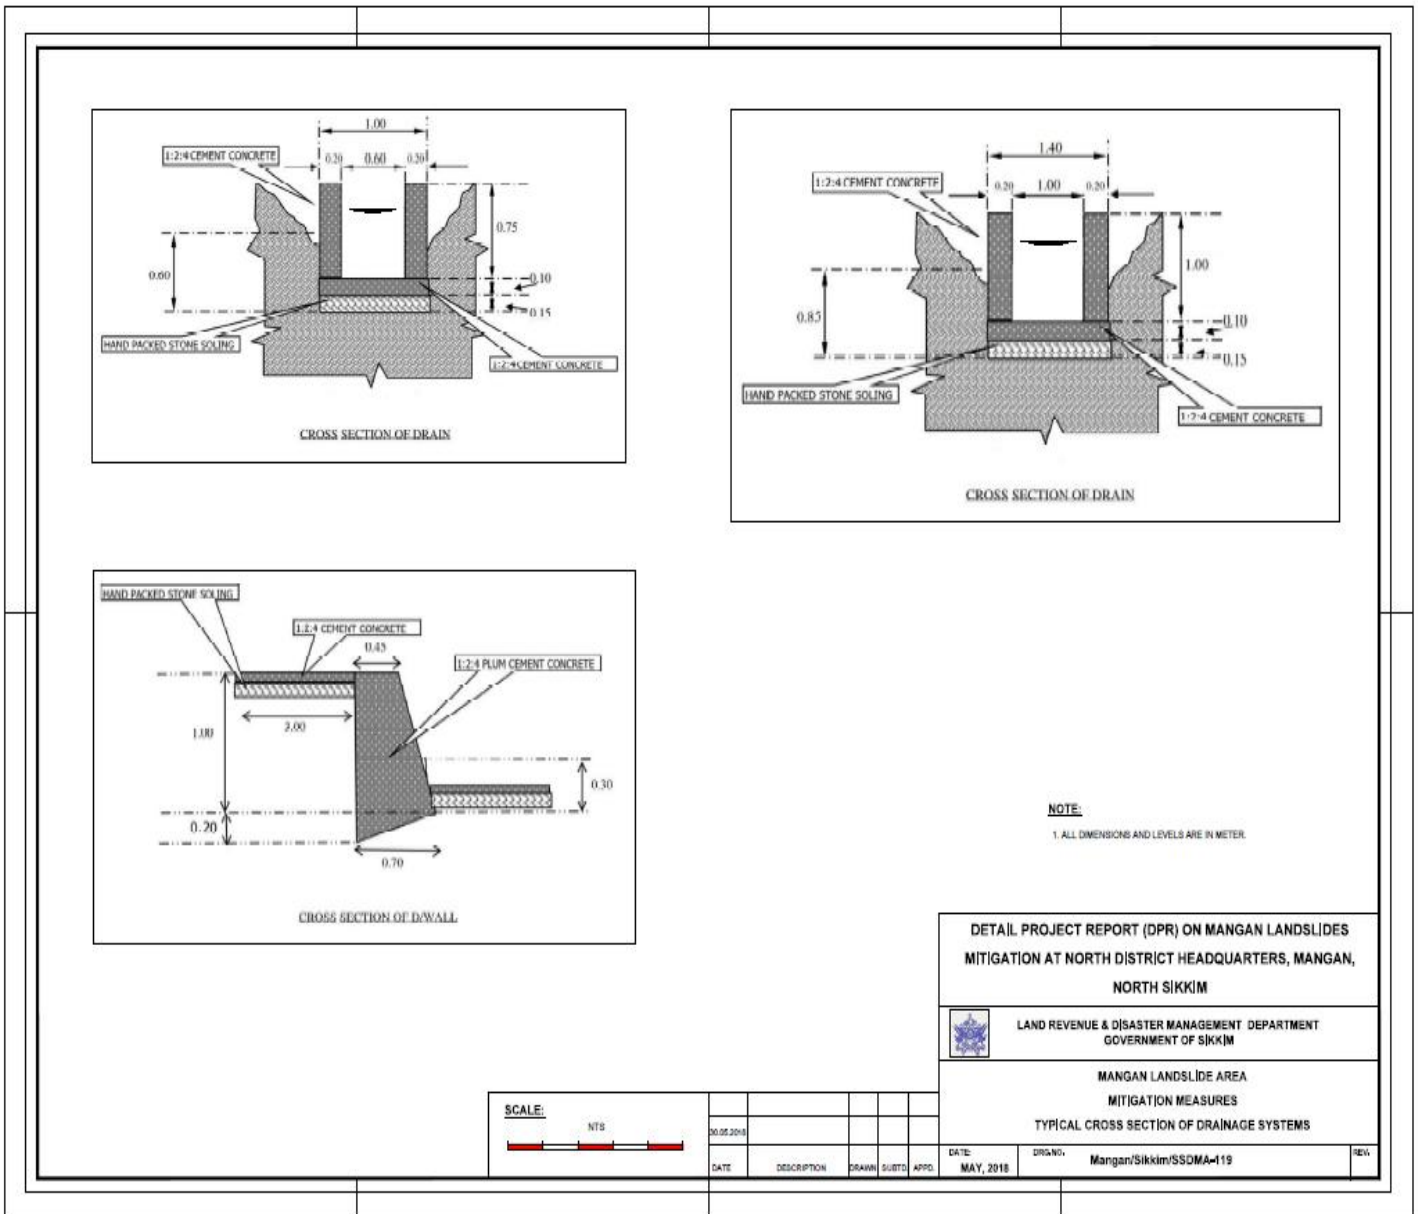 1.00
1:2:4 CEMENT CONCRETE
0.20 0.60 0.20
0.75
0.60
0.10
0.15
HAND PACKED STONE SOLING
1:2:4 CEMENT CONCRETE
CROSS SECTION OF DRAIN
1.40
1:2:4 CEMENT CONCRETE
0.20 1.00 0.20
1.00
0.85
0.10
0.15
HAND PACKED STONE SOLING
1:2:4 CEMENT CONCRETE
CROSS SECTION OF DRAIN
HAND PACKED STONE SOLING
1:2:4 CEMENT CONCRETE
0.45
1:2:4 PLUM CEMENT CONCRETE
1.00
0.30
0.20
0.70
CROSS SECTION OF D/WALL
NOTE:
1. ALL DIMENSIONS AND LEVELS ARE IN METER.
DETAIL PROJECT REPORT (DPR) ON MANGAN LANDSLIDES
MITIGATION AT NORTH DISTRICT HEADQUARTERS, MANGAN,
NORTH SIKKIM
LAND REVENUE & DISASTER MANAGEMENT DEPARTMENT
GOVERNMENT OF SIKKIM
MANGAN LANDSLIDE AREA
MITIGATION MEASURES
TYPICAL CROSS SECTION OF DRAINAGE SYSTEMS
SCALE:
NTS
30.05.2018
DATE DESCRIPTION DRAWN SUBTD APPD.
DATE:
MAY, 2018
DRG.NO.
Mangan/Sikkim/SSDMA-119
REV.